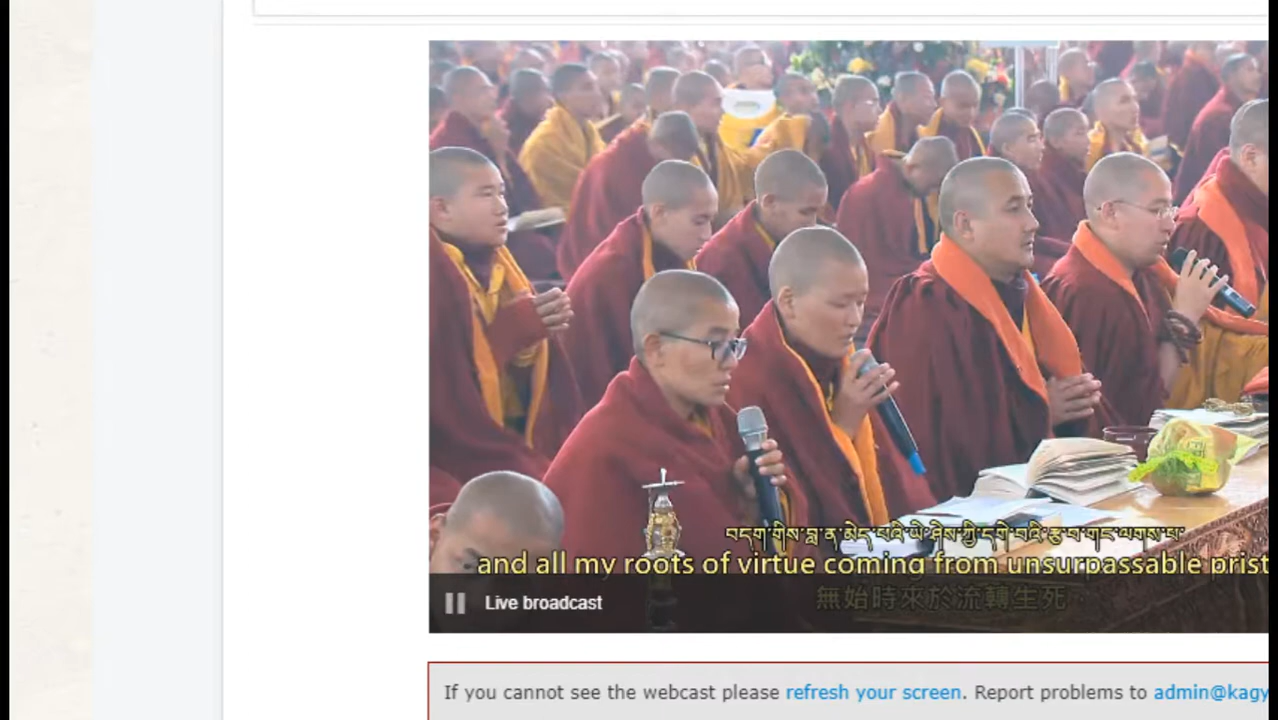 བདག་གིས་བླ་ན་མེད་པའི་ཡེ་ཤེས་ཀྱི་དགེ་བའི་རྩ་བ་གང་ལགས་པ་
and all my roots of virtue coming from unsurpassable prist
無始時來於流轉生死
Live broadcast
If you cannot see the webcast please refresh your screen. Report problems to admin@kagy